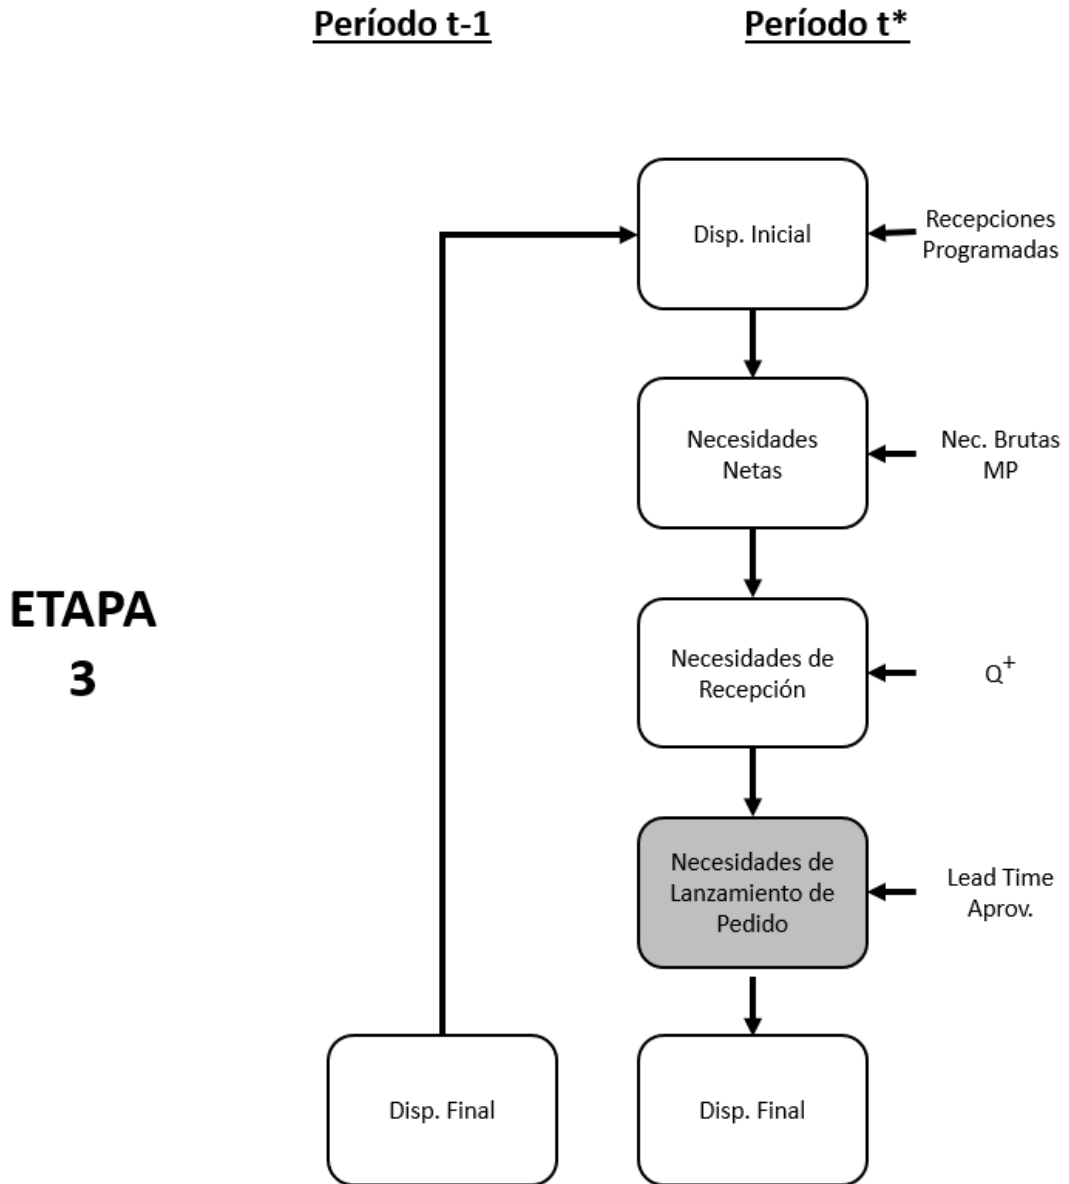 Período t-1
Período t*
Disp. Inicial
Recepciones
Programadas
Necesidades
Netas
Nec. Brutas
MP
ETAPA
3
Necesidades de
Recepción
Q+
Necesidades de
Lanzamiento de
Pedido
Lead Time
Aprov.
Disp. Final
Disp. Final